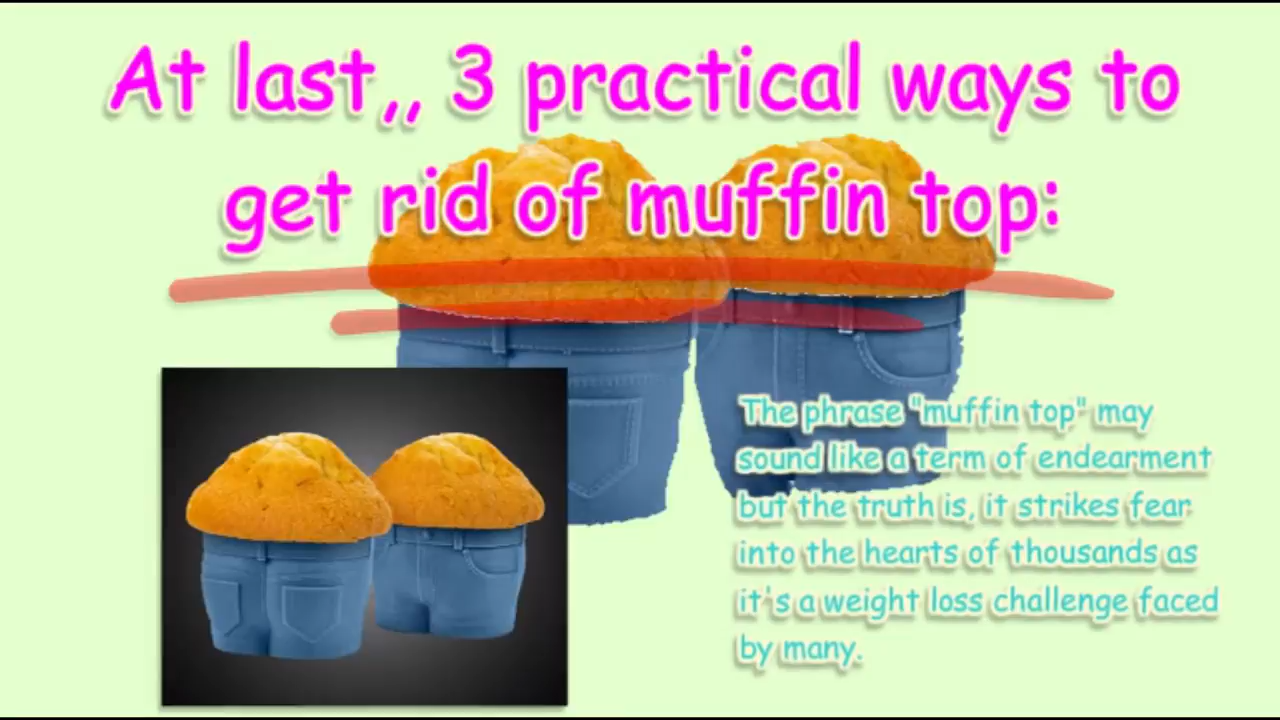 At last,, 3 practical ways to
get rid of muffin top:
The phrase "muffin top" may
sound like a term of endearment
but the truth is, it strikes fear
into the hearts of thousands as
it's a weight loss challenge faced
by many.